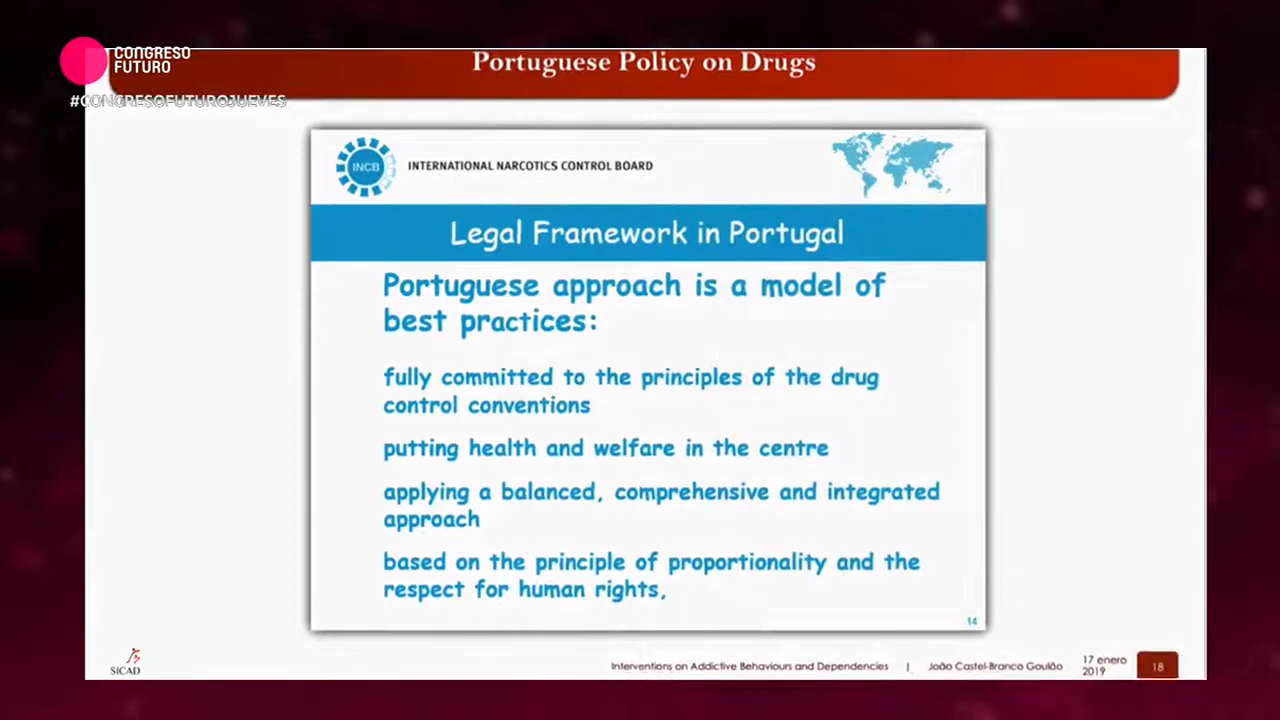 CONGRESO
FUTURO
#CONGRESOFUTUROJUEVES
Portuguese Policy on Drugs
INCB
INTERNATIONAL NARCOTICS CONTROL BOARD
Legal Framework in Portugal
Portuguese approach is a model of
best practices:
fully committed to the principles of the drug
control conventions
putting health and welfare in the centre
applying a balanced, comprehensive and integrated
approach
based on the principle of proportionality and the
respect for human rights,
14
SICAD
Interventions on Addictive Behaviours and Dependencies | João Castel-Branco Goulão
17 enero
2019
18